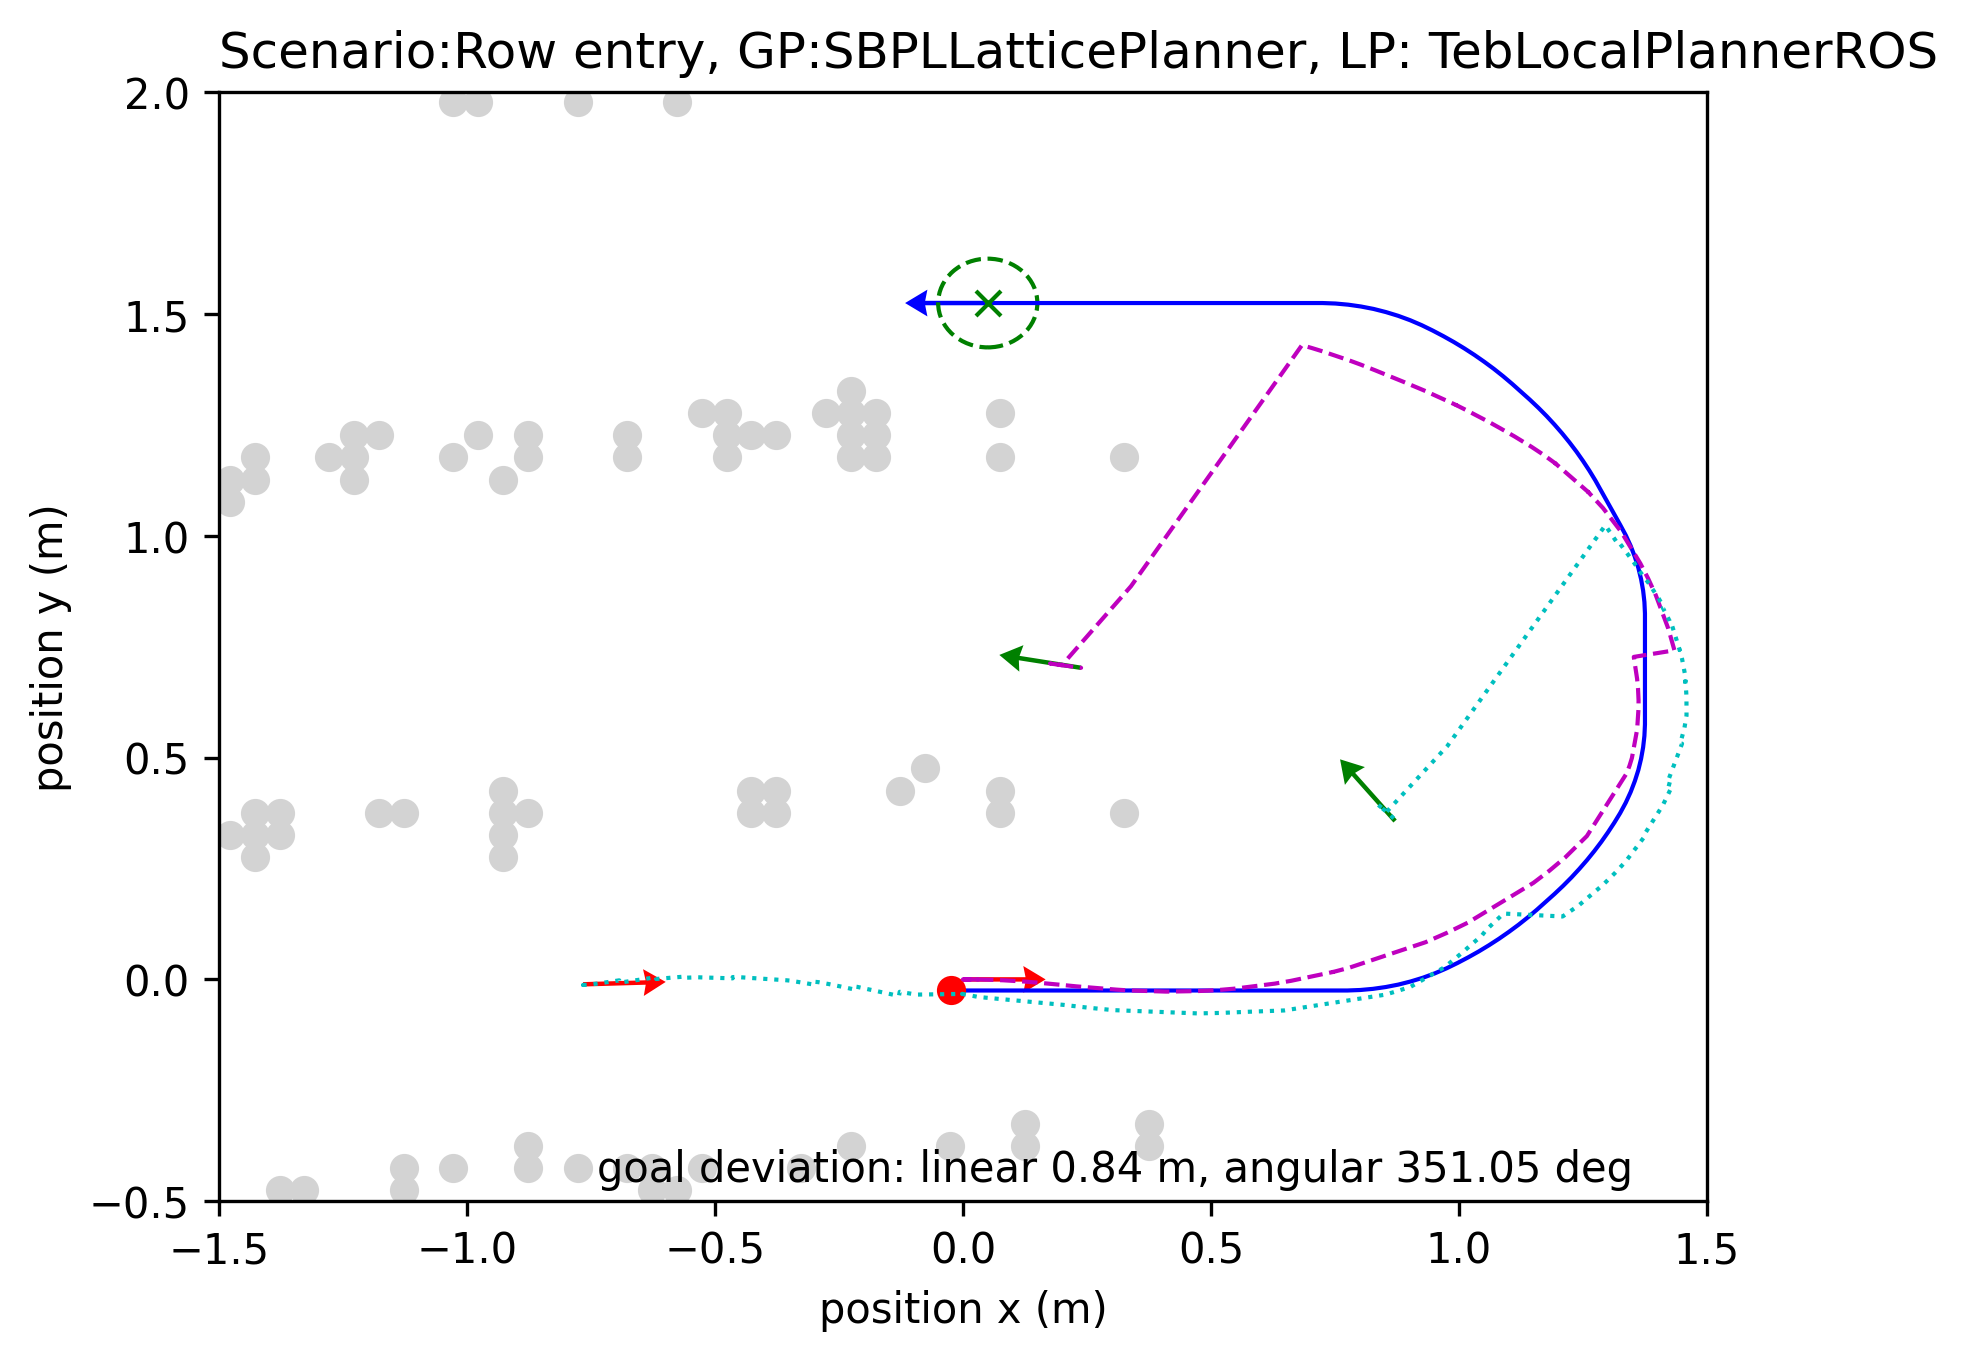 Scenario:Row entry, GP:SBPLLatticePlanner, LP: TebLocalPlannerROS
2.0
1.5
1.0
0.5
0.0
−0.5
position y (m)
goal deviation: linear 0.84 m, angular 351.05 deg
−1.5 −1.0 −0.5 0.0 0.5 1.0 1.5
position x (m)